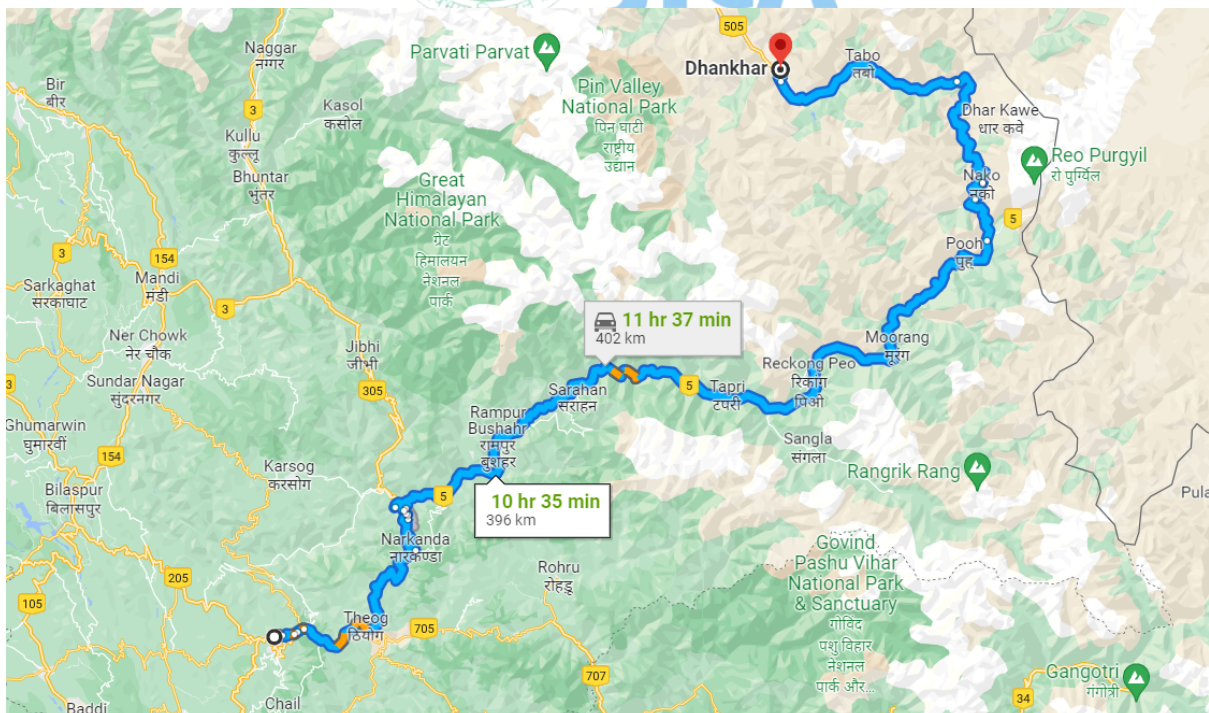 505
Naggar
नग्गर
Parvati Parvat
Dhankhar
Tabo
तबो
Bir
बीर
Kasol
कसोल
Pin Valley
National Park
पिन घाटी
राष्ट्रीय
उद्यान
Dhar Kawe
धार कवे
3
Kullu
कुल्लू
Bhuntar
भुंतर
Reo Purgyil
रो पुर्ग्यिल
Nako
नको
Great
Himalayan
National Park
ग्रेट
हिमालयन
नेशनल
पार्क
5
Pooh
पुह
3
154
Mandi
मंडी
3
Sarkaghat
सरकाघाट
11 hr 37 min
402 km
Ner Chowk
नेर चौक
Jibhi
जीभी
Moorang
मूरंग
Reckong Peo
रिकांग
पिओ
3
Sundar Nagar
सुंदरनगर
305
Sarahan
सराहन
5
Tapri
टपरी
Rampur
Bushahr
रामपुर
बुशहर
Ghumarwin
घुमारवीं
154
Sangla
संगला
Karsog
करसोग
Rangrik Rang
Bilaspur
बिलासपुर
5
10 hr 35 min
396 km
Narkanda
नारकण्डा
Rohru
रोहड़ू
Govind
Pashu Vihar
National Park
& Sanctuary
गोविंद
पशु विहार
नेशनल
पार्क और...
205
105
Theog
ठियोग
705
707
Gangotri
गंगोत्री
34
Chail
Baddi